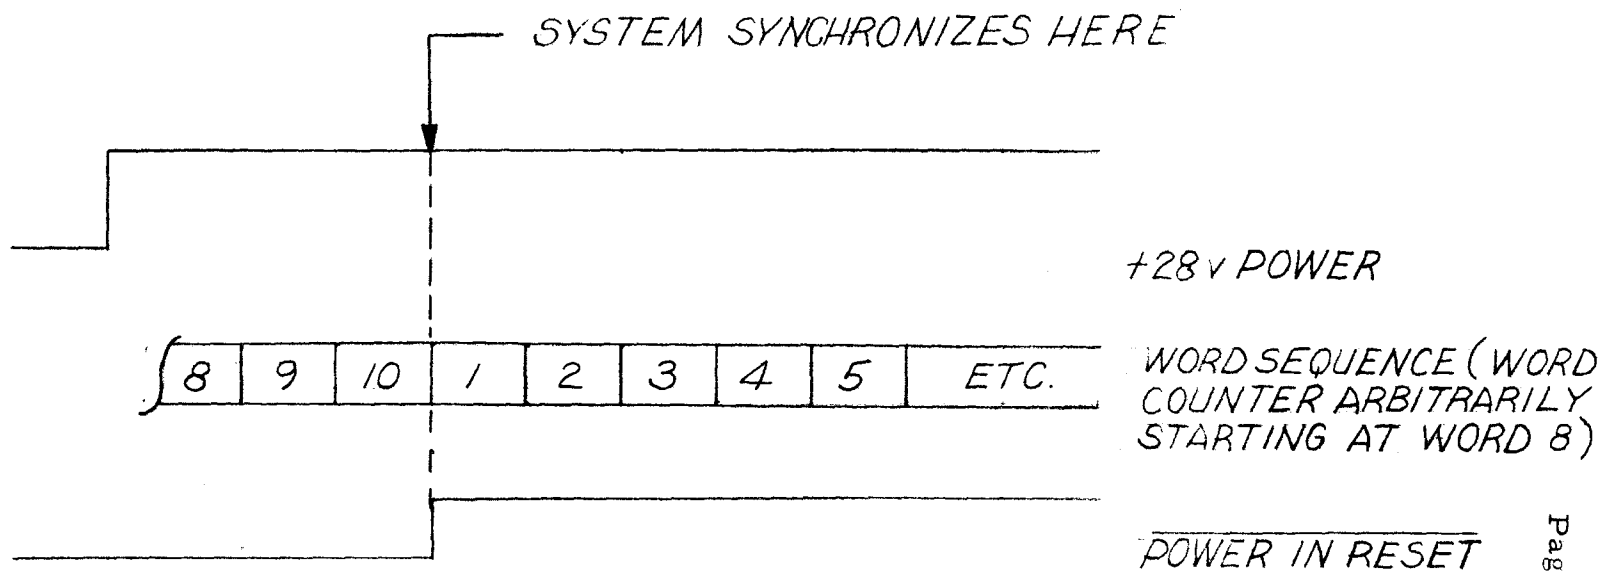 SYSTEM SYNCHRONIZES HERE
+28v POWER
8 9 10 1 2 3 4 5 ETC.
WORD SEQUENCE (WORD
COUNTER ARBITRARILY
STARTING AT WORD 8)
POWER IN RESET
Pag